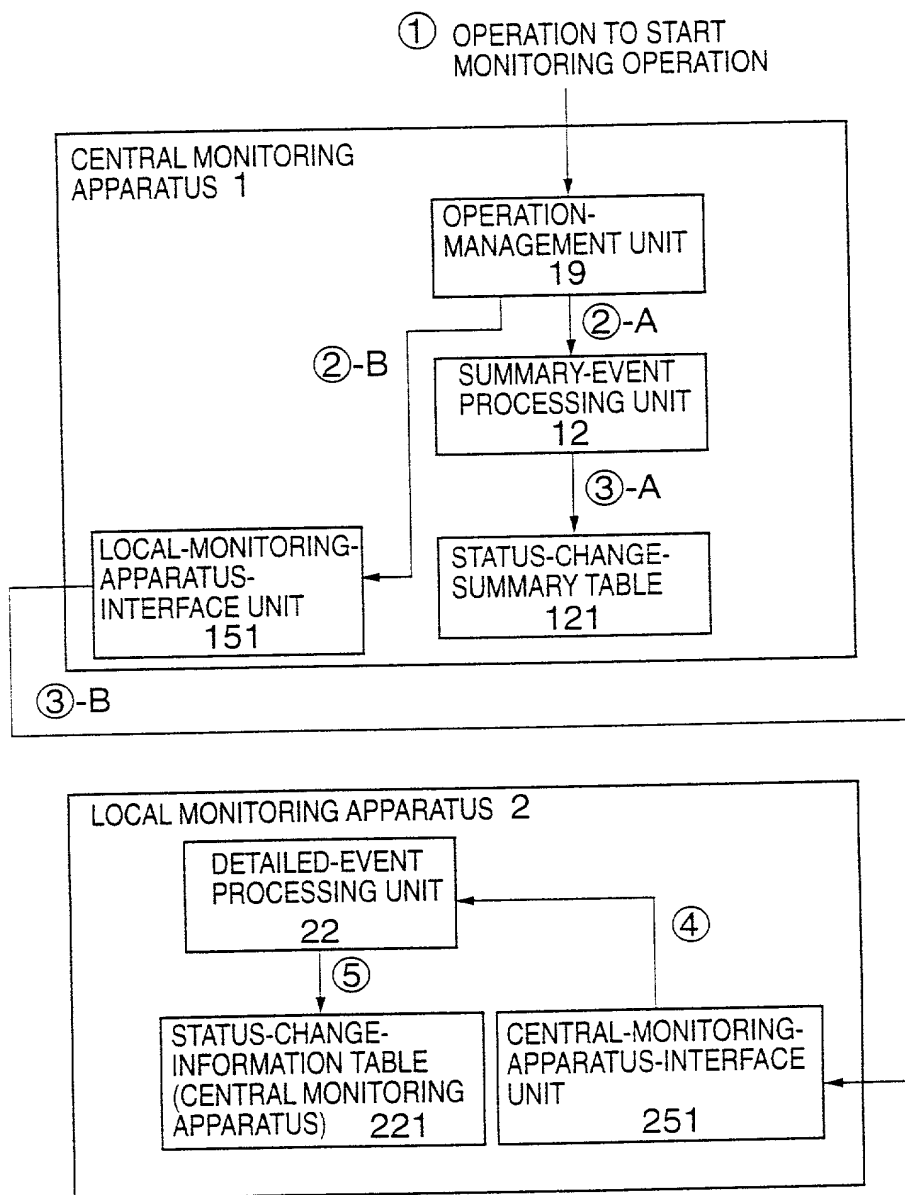 ① OPERATION TO START
MONITORING OPERATION
CENTRAL MONITORING
APPARATUS 1
OPERATION-
MANAGEMENT UNIT
19
②-A
②-B
SUMMARY-EVENT
PROCESSING UNIT
12
③-A
LOCAL-MONITORING-
APPARATUS-
INTERFACE UNIT
151
STATUS-CHANGE-
SUMMARY TABLE
121
③-B
LOCAL MONITORING APPARATUS 2
DETAILED-EVENT
PROCESSING UNIT
22
④
⑤
STATUS-CHANGE-
INFORMATION TABLE
(CENTRAL MONITORING
APPARATUS) 221
CENTRAL-MONITORING-
APPARATUS-INTERFACE
UNIT
251